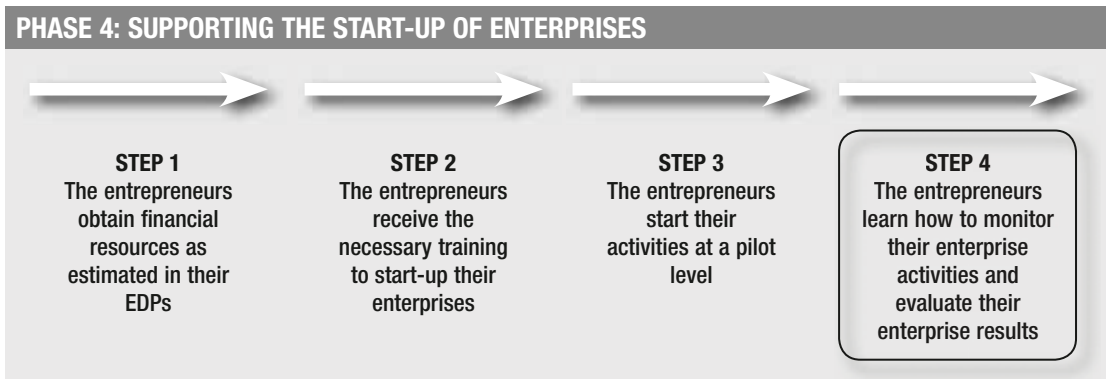 PHASE 4: SUPPORTING THE START-UP OF ENTERPRISES
STEP 1
The entrepreneurs
obtain financial
resources as
estimated in their
EDPs
STEP 2
The entrepreneurs
receive the
necessary training
to start-up their
enterprises
STEP 3
The entrepreneurs
start their
activities at a pilot
level
STEP 4
The entrepreneurs
learn how to monitor
their enterprise
activities and
evaluate their
enterprise results